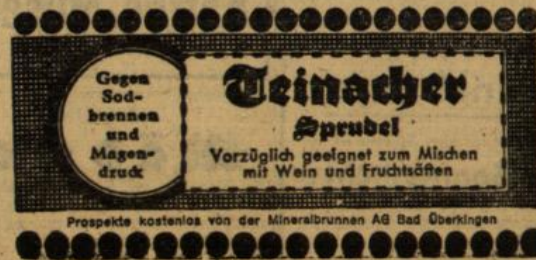 Gegen
Sod-
brennen
und
Magen-
druck
Teinacher
Sprudel
Vorzüglich geeignet zum Mischen
mit Wein und Fruchtsäften
Prospekte kostenlos von der Mineralbrunnen AG Bad Überkingen